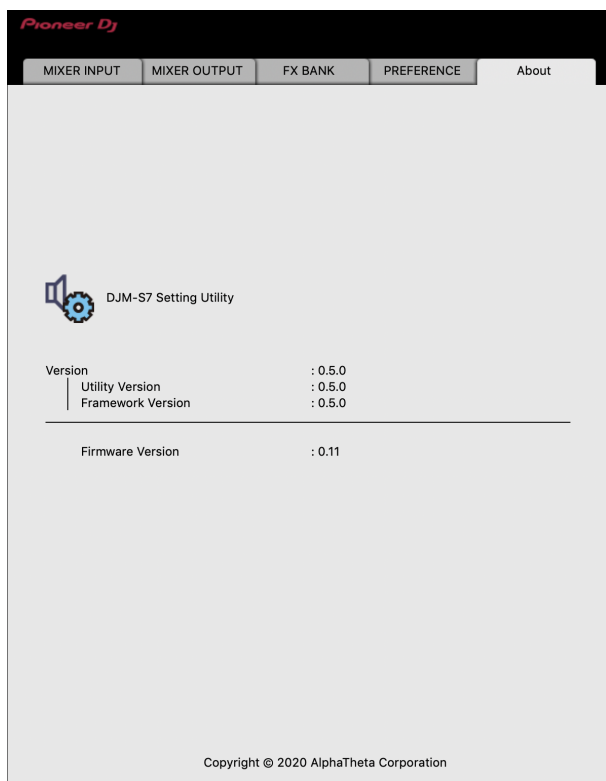 Pioneer Dj
MIXER INPUT MIXER OUTPUT FX BANK PREFERENCE About
DJM-S7 Setting Utility
Version : 0.5.0
Utility Version : 0.5.0
Framework Version : 0.5.0
Firmware Version : 0.11
Copyright © 2020 AlphaTheta Corporation